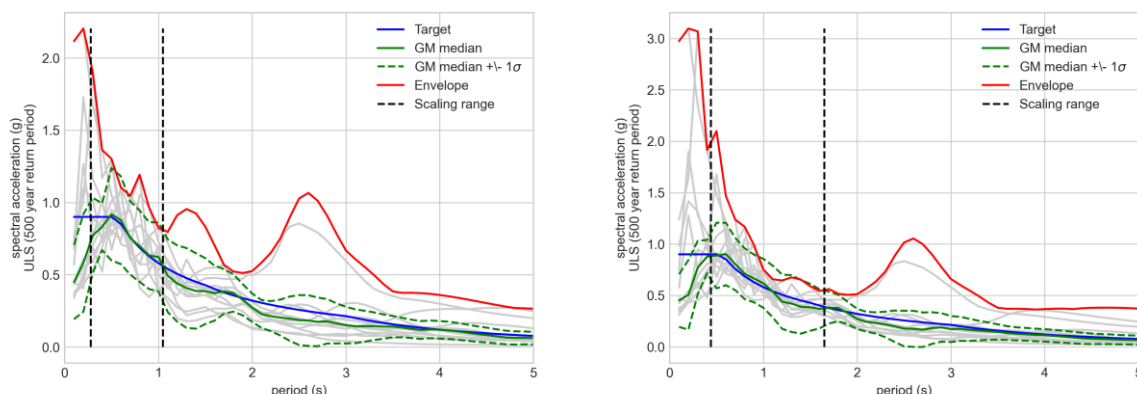 Target
GM median
GM median +\- 1σ
Envelope
Scaling range
2.0
1.5
1.0
0.5
0.0
spectral acceleration (g)
ULS (500 year return period)
0 1 2 3 4 5
period (s)
Target
GM median
GM median +\- 1σ
Envelope
Scaling range
3.0
2.5
2.0
1.5
1.0
0.5
0.0
spectral acceleration (g)
ULS (500 year return period)
0 1 2 3 4 5
period (s)